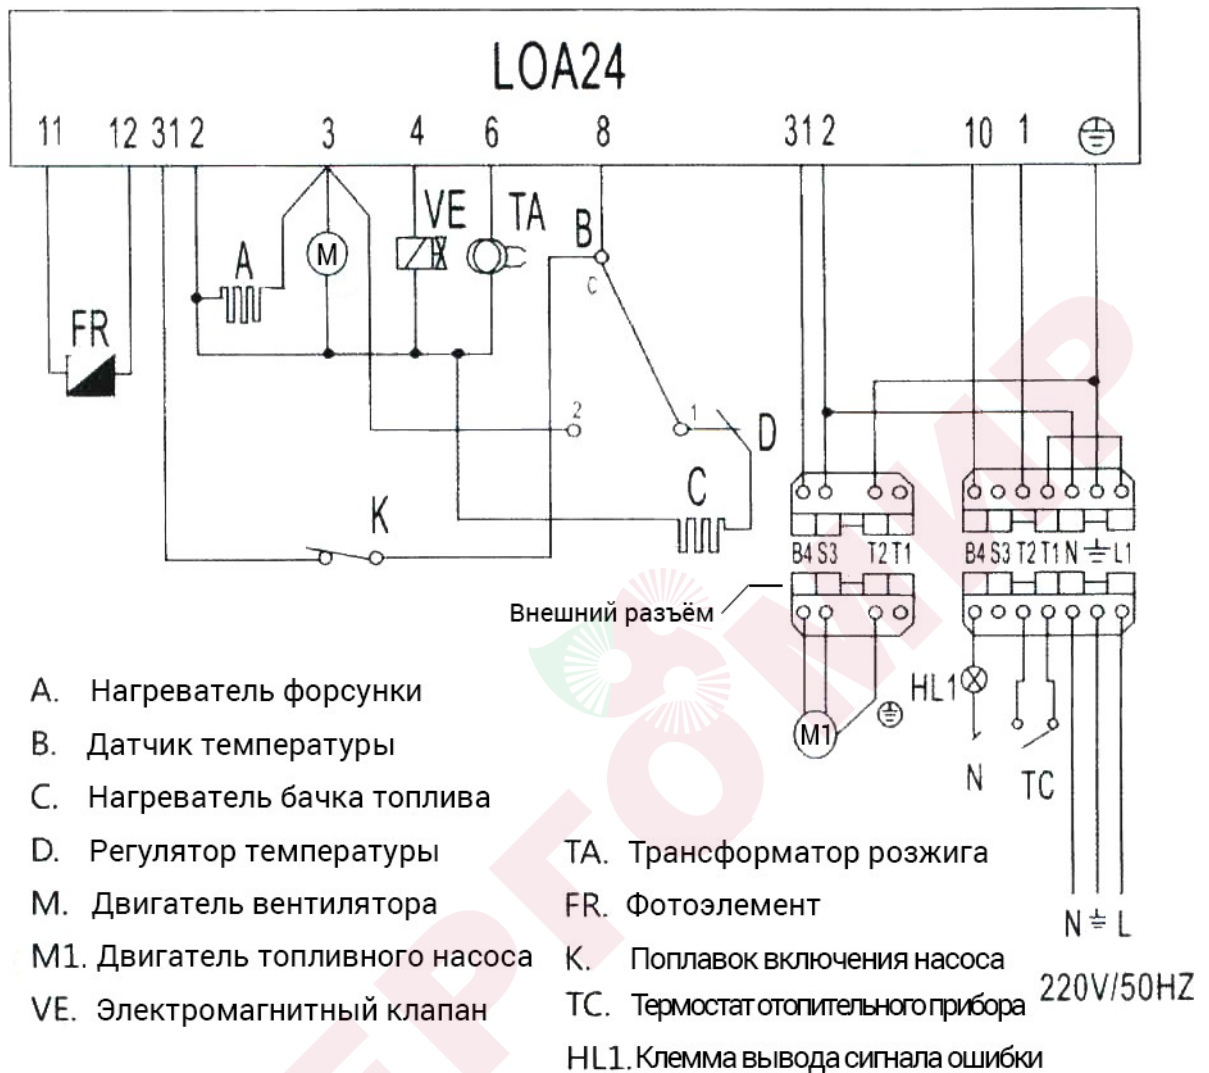 LOA24
11 12 31 2 3 4 6 8 31 2 10 1
VE TA
B
A
M
C
FR
2
1
D
C
K
B4 S3 T2 T1
B4 S3 T2 T1 N L1
Внешний разъём
HL1
M1
N
TC
N L
220V/50HZ
A. Нагреватель форсунки
B. Датчик температуры
C. Нагреватель бачка топлива
D. Регулятор температуры
M. Двигатель вентилятора
M1. Двигатель топливного насоса
VE. Электромагнитный клапан
TA. Трансформатор розжига
FR. Фотоэлемент
K. Поплавок включения насоса
TC. Термостат отопительного прибора
HL1. Клемма вывода сигнала ошибки
ЕРГОМИР